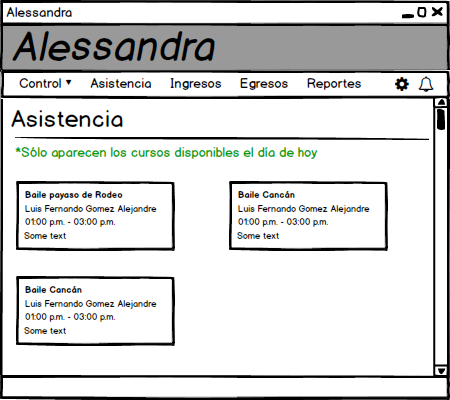 Alessandra
Alessandra
Control Asistencia Ingresos Egresos Reportes
Asistencia
*Sólo aparecen los cursos disponibles el día de hoy
Baile payaso de Rodeo
Luis Fernando Gomez Alejandre
01:00 p.m. - 03:00 p.m.
Some text
Baile Cancán
Luis Fernando Gomez Alejandre
01:00 p.m. - 03:00 p.m.
Some text
Baile Cancán
Luis Fernando Gomez Alejandre
01:00 p.m. - 03:00 p.m.
Some text